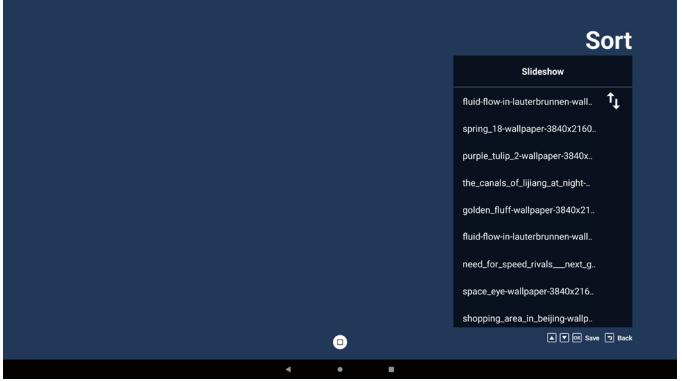 Sort
Slideshow
fluid-flow-in-lauterbrunnen-wall..
spring_18-wallpaper-3840x2160..
purple_tulip_2-wallpaper-3840x..
the_canals_of_lijiang_at_night-..
golden_fluff-wallpaper-3840x21..
fluid-flow-in-lauterbrunnen-wall..
need_for_speed_rivals___next_g..
space_eye-wallpaper-3840x216..
shopping_area_in_beijing-wallp..
OK Save Back